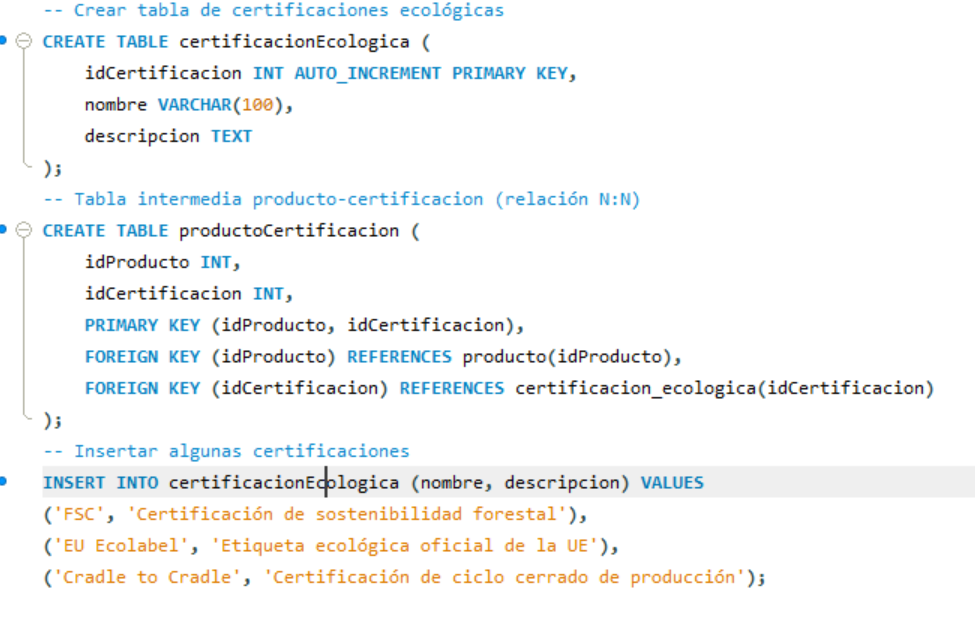 -- Crear tabla de certificaciones ecológicas
CREATE TABLE certificacionEcologica (
    idCertificacion INT AUTO_INCREMENT PRIMARY KEY,
    nombre VARCHAR(100),
    descripcion TEXT
);
-- Tabla intermedia producto-certificacion (relación N:N)
CREATE TABLE productoCertificacion (
    idProducto INT,
    idCertificacion INT,
    PRIMARY KEY (idProducto, idCertificacion),
    FOREIGN KEY (idProducto) REFERENCES producto(idProducto),
    FOREIGN KEY (idCertificacion) REFERENCES certificacion_ecologica(idCertificacion)
);
-- Insertar algunas certificaciones
INSERT INTO certificacionEcologica (nombre, descripcion) VALUES
('FSC', 'Certificación de sostenibilidad forestal'),
('EU Ecolabel', 'Etiqueta ecológica oficial de la UE'),
('Cradle to Cradle', 'Certificación de ciclo cerrado de producción');